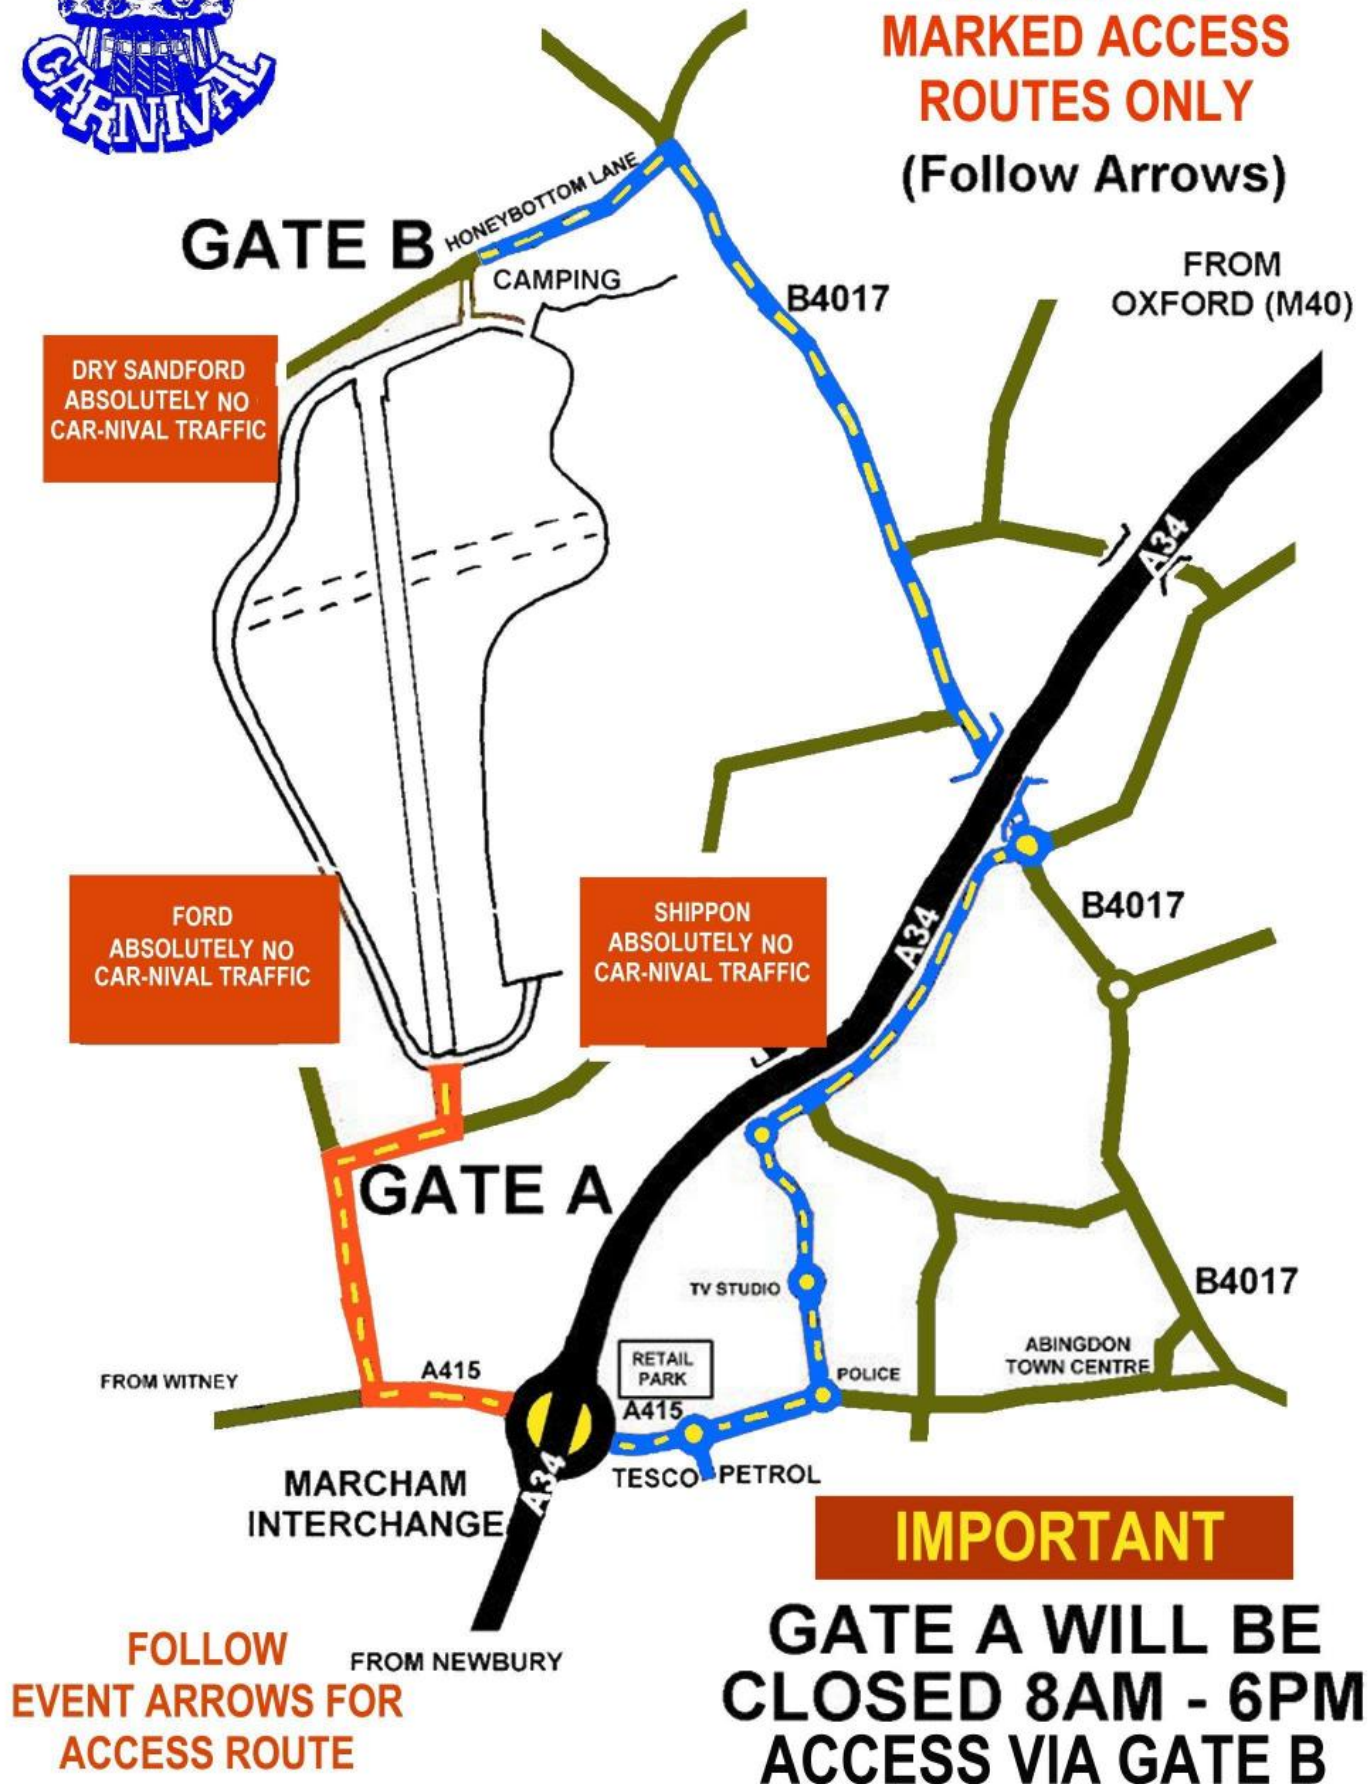 CARNIVAL
MARKED ACCESS
ROUTES ONLY
(Follow Arrows)
HONEYBOTTOM LANE
GATE B
CAMPING
B4017
FROM
OXFORD (M40)
DRY SANDFORD
ABSOLUTELY NO
CAR-NIVAL TRAFFIC
A34
FORD
ABSOLUTELY NO
CAR-NIVAL TRAFFIC
SHIPPON
ABSOLUTELY NO
CAR-NIVAL TRAFFIC
A34
B4017
GATE A
TV STUDIO
B4017
FROM WITNEY
A415
RETAIL
PARK
POLICE
ABINGDON
TOWN CENTRE
A415
TESCO
PETROL
MARCHAM
INTERCHANGE
A34
IMPORTANT
GATE A WILL BE
CLOSED 8AM - 6PM
ACCESS VIA GATE B
FOLLOW
EVENT ARROWS FOR
ACCESS ROUTE
FROM NEWBURY